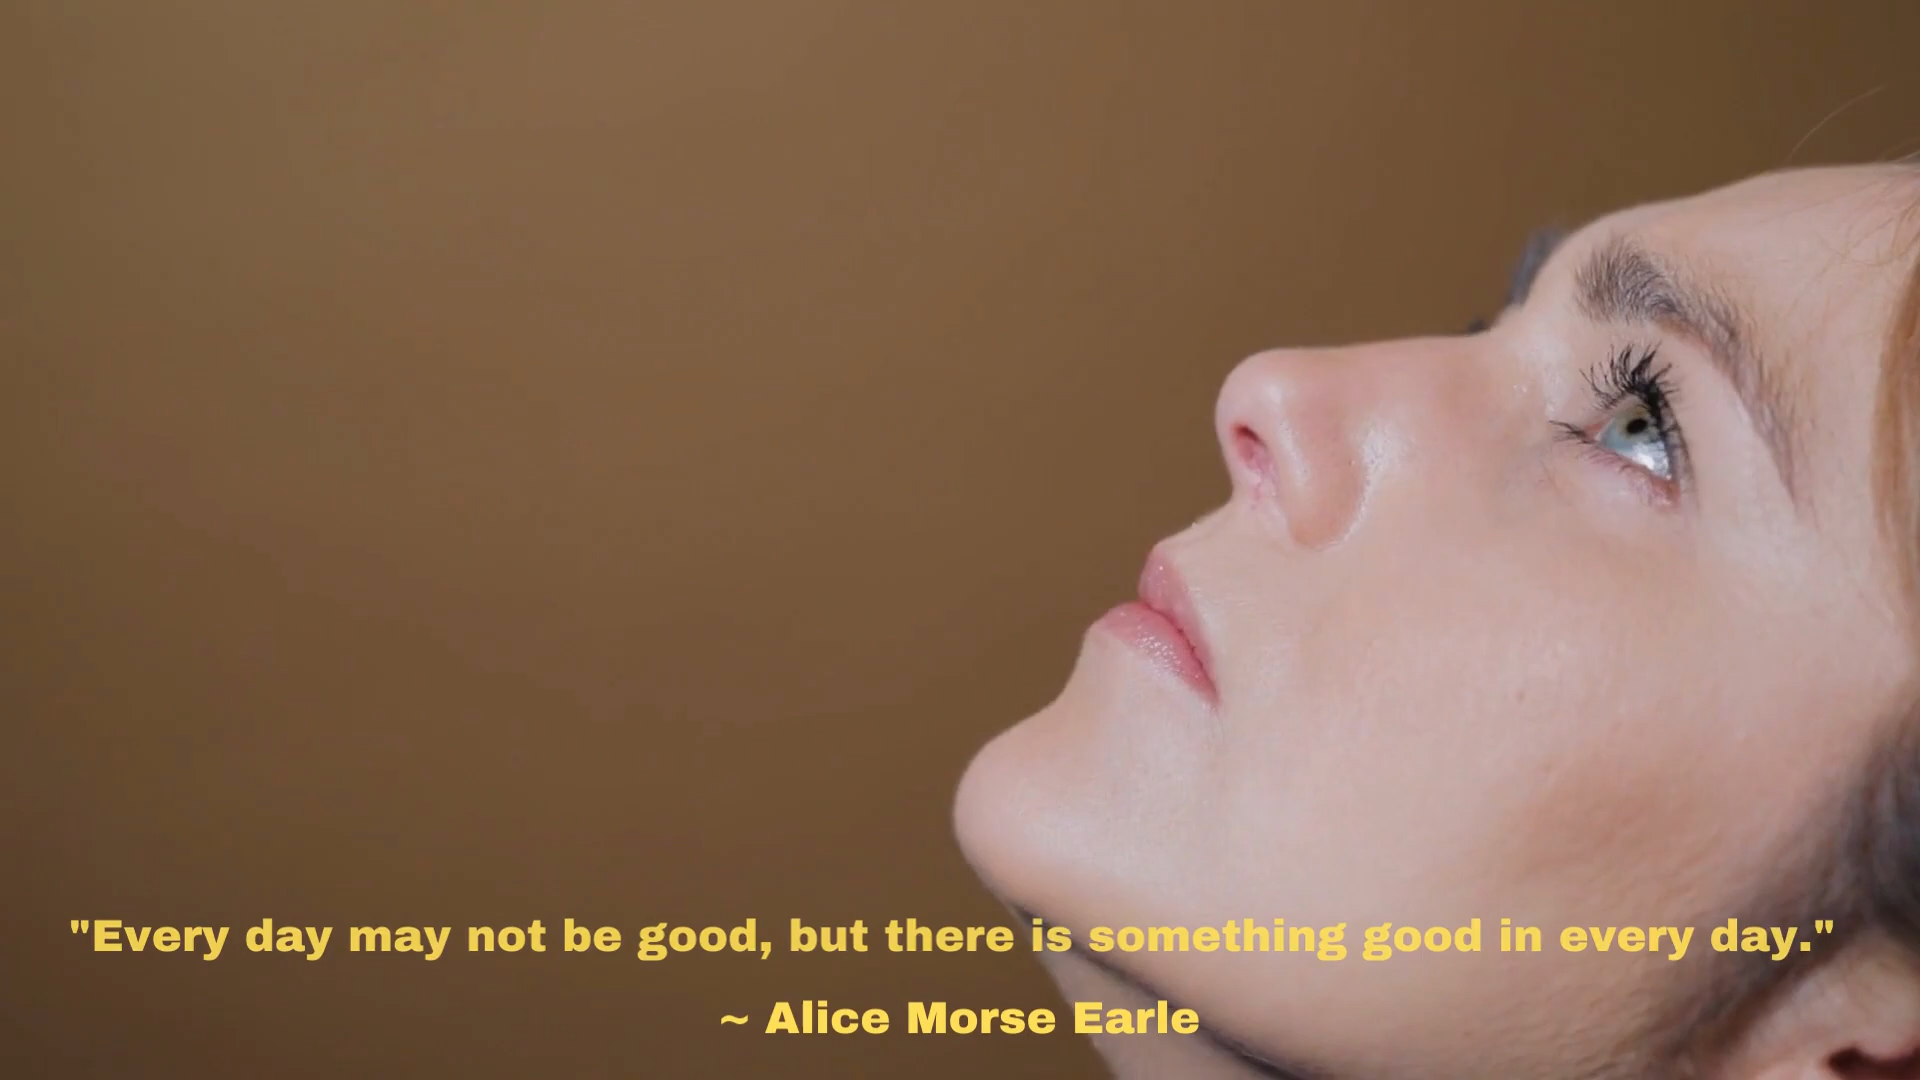 "Every day may not be good, but there is something good in every day."
~ Alice Morse Earle